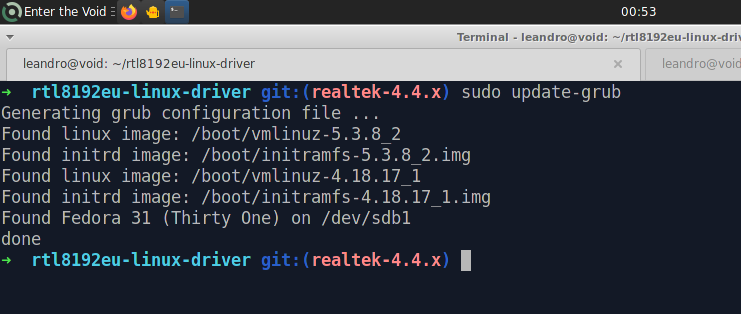 Enter the Void
00:53
Terminal - leandro@void: ~/rtl8192eu-linux-driv
leandro@void: ~/rtl8192eu-linux-driver × leandro@void:
➜ rtl8192eu-linux-driver git:(realtek-4.4.x) sudo update-grub
Generating grub configuration file ...
Found linux image: /boot/vmlinuz-5.3.8_2
Found initrd image: /boot/initramfs-5.3.8_2.img
Found linux image: /boot/vmlinuz-4.18.17_1
Found initrd image: /boot/initramfs-4.18.17_1.img
Found Fedora 31 (Thirty One) on /dev/sdb1
done
➜ rtl8192eu-linux-driver git:(realtek-4.4.x)